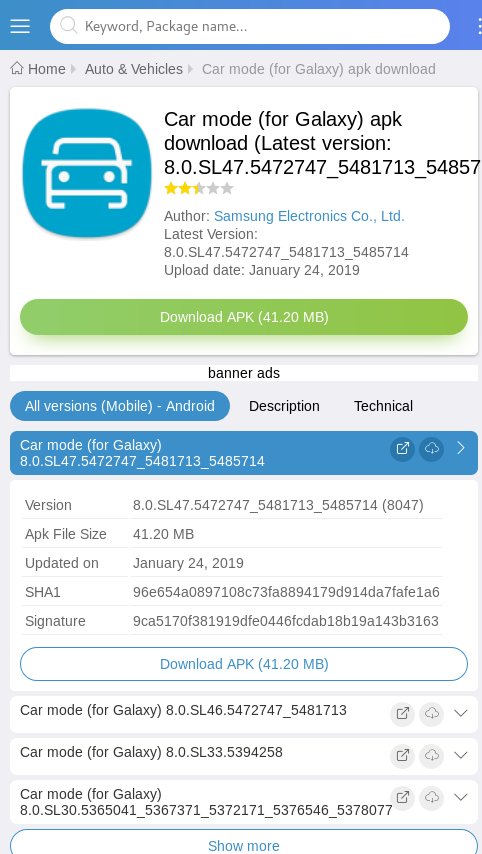 Keyword, Package name...
Home Auto & Vehicles Car mode (for Galaxy) apk download
Car mode (for Galaxy) apk
download (Latest version:
8.0.SL47.5472747_5481713_5485
Author: Samsung Electronics Co., Ltd.
Latest Version:
8.0.SL47.5472747_5481713_5485714
Upload date: January 24, 2019
Download APK (41.20 MB)
banner ads
All versions (Mobile) - Android Description Technical
Car mode (for Galaxy)
8.0.SL47.5472747_5481713_5485714
Version 8.0.SL47.5472747_5481713_5485714 (8047)
Apk File Size 41.20 MB
Updated on January 24, 2019
SHA1 96e654a0897108c73fa8894179d914da7fafe1a6
Signature 9ca5170f381919dfe0446fcdab18b19a143b3163
Download APK (41.20 MB)
Car mode (for Galaxy) 8.0.SL46.5472747_5481713
Car mode (for Galaxy) 8.0.SL33.5394258
Car mode (for Galaxy)
8.0.SL30.5365041_5367371_5372171_5376546_5378077
Show more